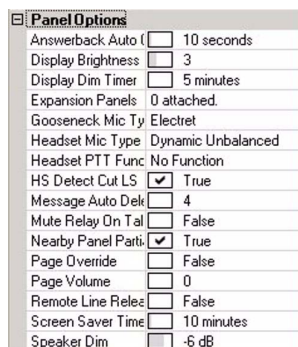 Panel Options
Answerback Auto ( 10 seconds
Display Brightness 3
Display Dim Timer 5 minutes
Expansion Panels 0 attached.
Gooseneck Mic Ty Electret
Headset Mic Type Dynamic Unbalanced
Headset PTT Func No Function
HS Detect Cut LS True
Message Auto Dele 4
Mute Relay On Tal False
Nearby Panel Parti True
Page Override False
Page Volume 0
Remote Line Relea False
Screen Saver Time 10 minutes
Speaker Dim -6 dB